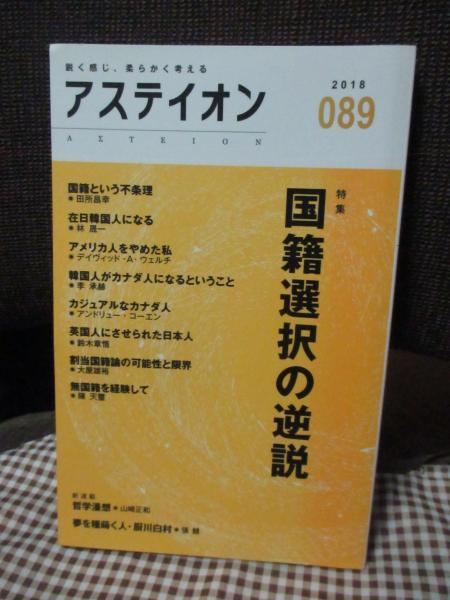 鋭く感じ、柔らかく考える
アステイオン
ΑΣΤΕΙΟΝ
2018
089
特集
国籍選択の逆説
国籍という不条理
●田所昌幸
在日韓国人になる
●林 晟一
アメリカ人をやめた私
●デイヴィッド・A・ウェルチ
韓国人がカナダ人になるということ
●李 承赫
カジュアルなカナダ人
●アンドリュー・コーエン
英国人にさせられた日本人
●鈴木章悟
割当国籍論の可能性と限界
●大屋雄裕
無国籍を経験して
●陳 天璽
新連載
哲学漫想●山崎正和
夢を種蒔く人・厨川白村●張 競